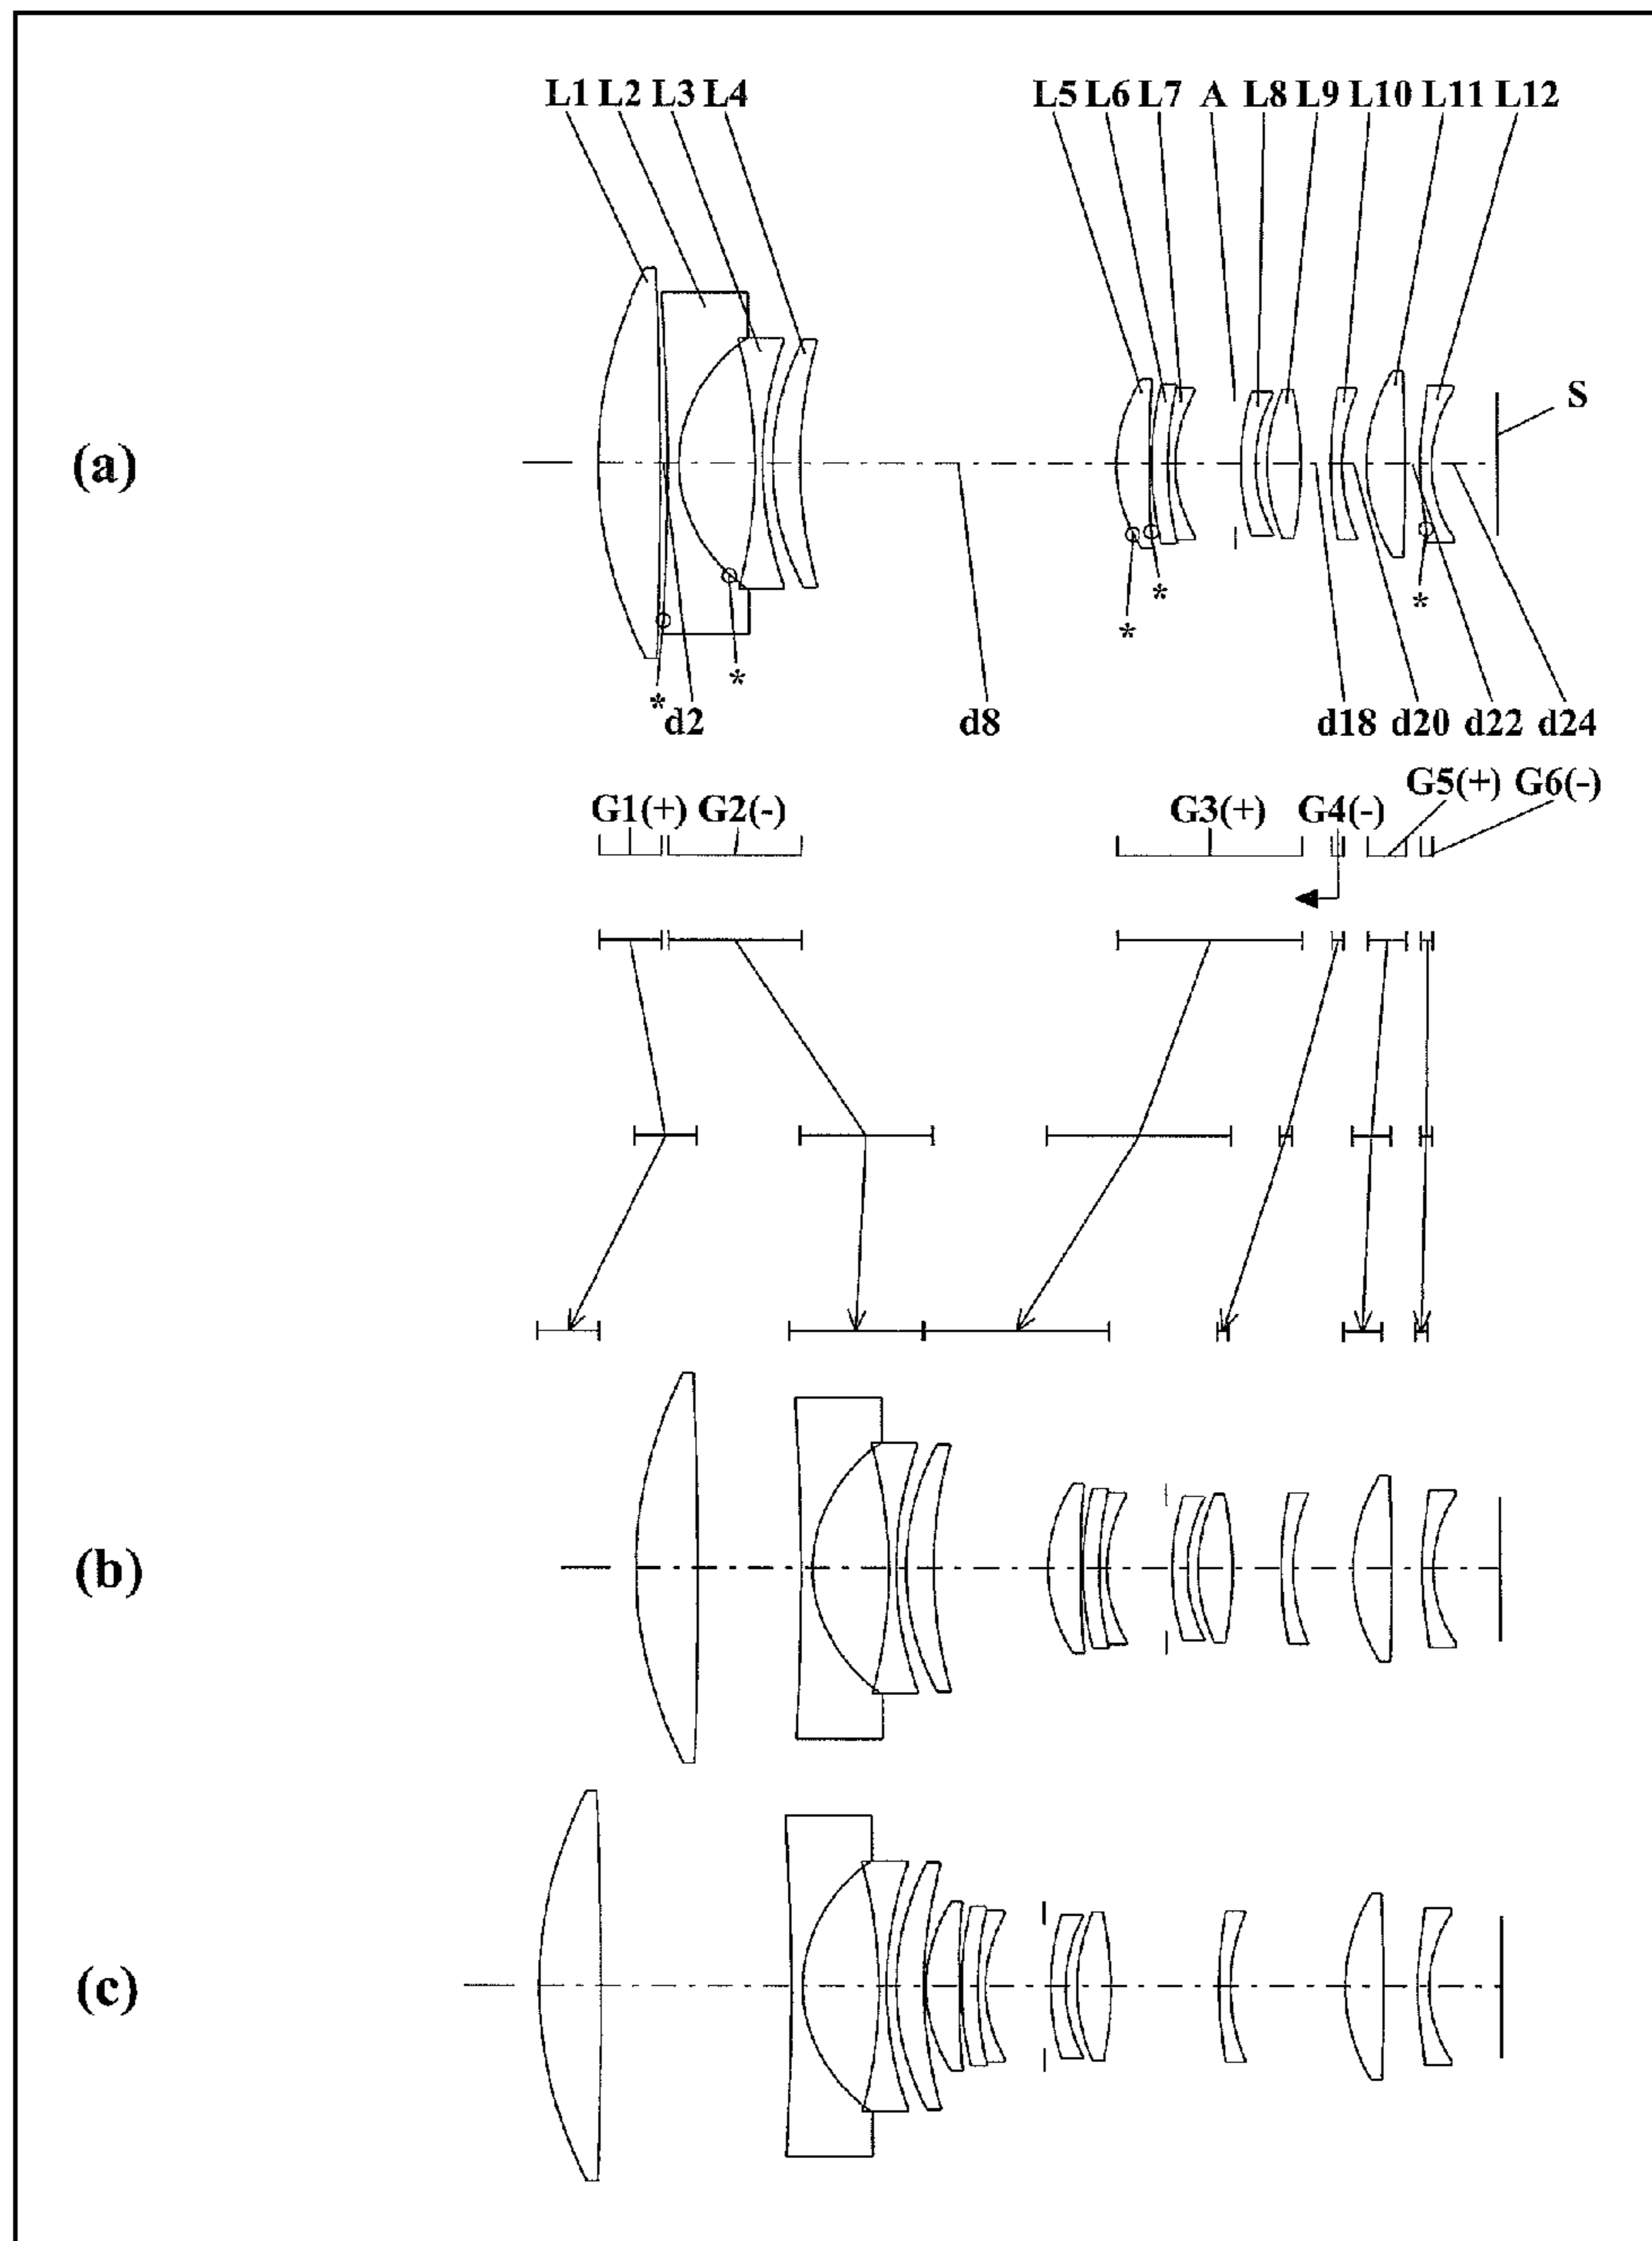 L1 L2 L3 L4 L5 L6 L7 A L8 L9 L10 L11 L12
S
(a)
* * * * *
d2 d8 d18 d20 d22 d24
G1(+) G2(-) G3(+) G4(-) G5(+) G6(-)
(b)
(c)